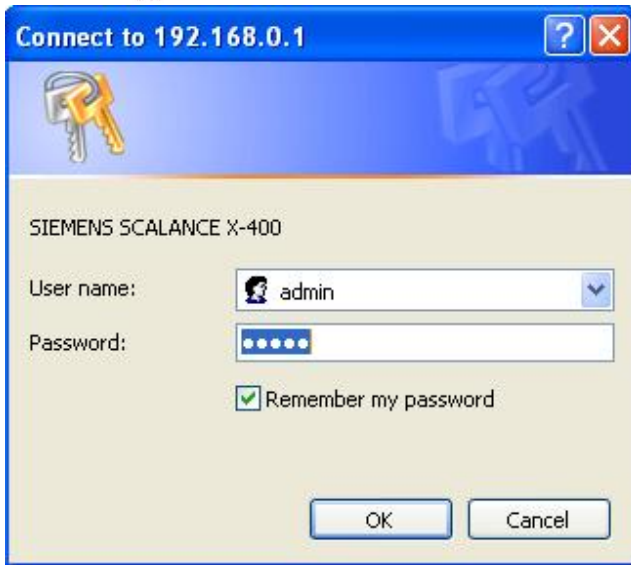 Connect to 192.168.0.1
SIEMENS SCALANCE X-400
User name: admin
Password: •••••
Remember my password
OK Cancel